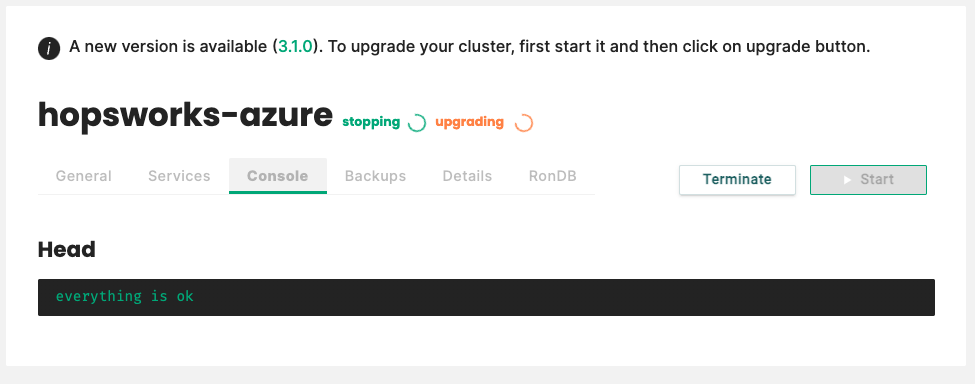 i A new version is available (3.1.0). To upgrade your cluster, first start it and then click on upgrade button.
hopsworks-azure stopping upgrading
General Services Console Backups Details RonDB Terminate Start
Head
everything is ok